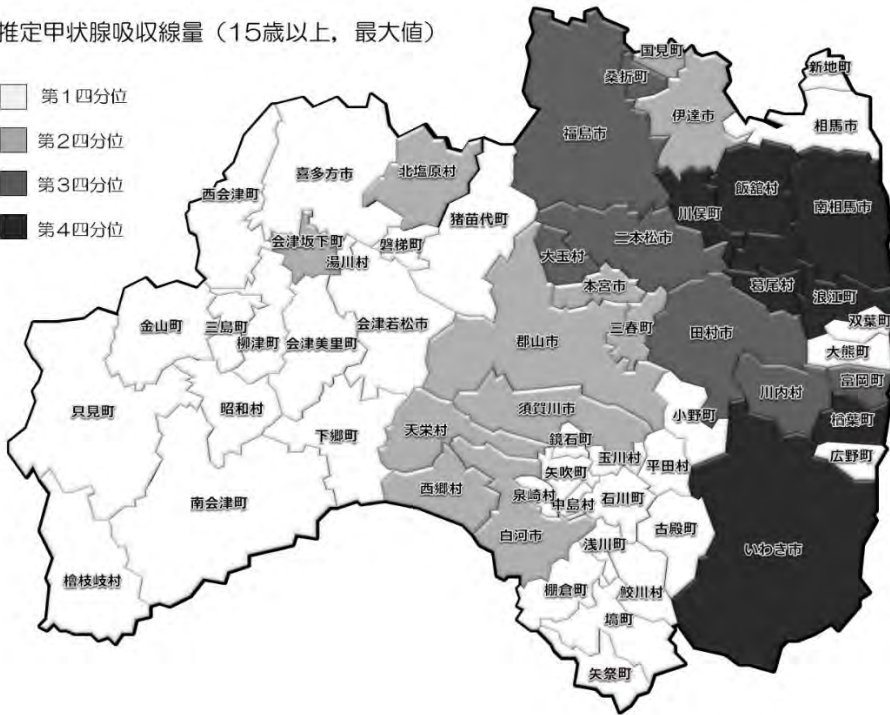 推定甲状腺吸収線量（15歳以上，最大値）
第1四分位
第2四分位
第3四分位
第4四分位
国見町
新地町
桑折町
伊達市
相馬市
福島市
喜多方市
北塩原村
西会津町
飯舘村
川俣町
南相馬市
猪苗代町
二本松市
会津坂下町
磐梯町
湯川村
大玉村
葛尾村
本宮市
浪江町
双葉町
金山町
三島町
会津若松市
三春町
田村市
柳津町
会津美里町
郡山市
大熊町
川内村
富岡町
只見町
昭和村
須賀川市
小野町
楢葉町
下郷町
天栄村
鏡石町
玉川村
広野町
矢吹町
平田村
西郷村
南会津町
泉崎村
中島村
石川町
古殿町
白河市
浅川町
いわき市
檜枝岐村
棚倉町
鮫川村
塙町
矢祭町